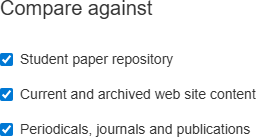 Compare against
Student paper repository
Current and archived web site content
Periodicals, journals and publications